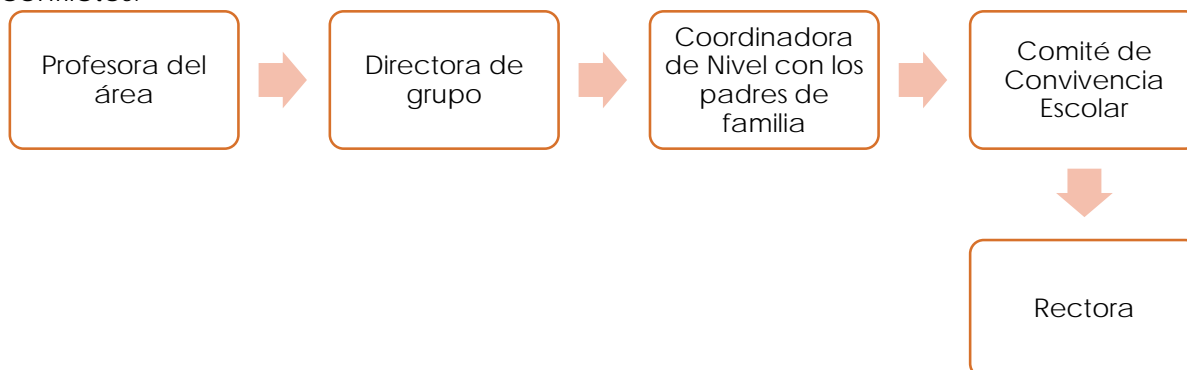 Profesora del
área
Directora de
grupo
Coordinadora
de Nivel con los
padres de
familia
Comité de
Convivencia
Escolar
Rectora